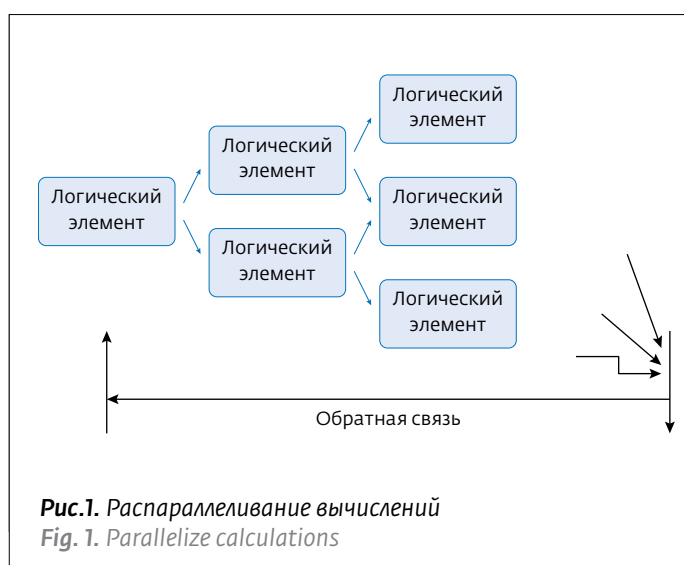 Логический
элемент
Логический
элемент
Логический
элемент
Логический
элемент
Логический
элемент
Логический
элемент
Обратная связь
Рис.1. Распараллеливание вычислений
Fig. 1. Parallelize calculations